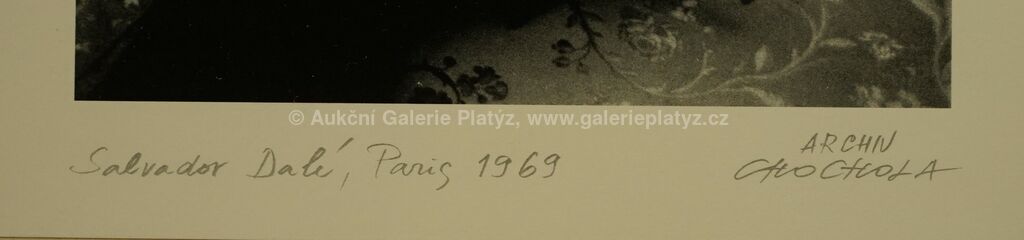 © Aukční Galerie Platýz, www.galerieplatyz.cz
Salvador Dalí, Paris 1969
ARCHIV
CHOCHOLA